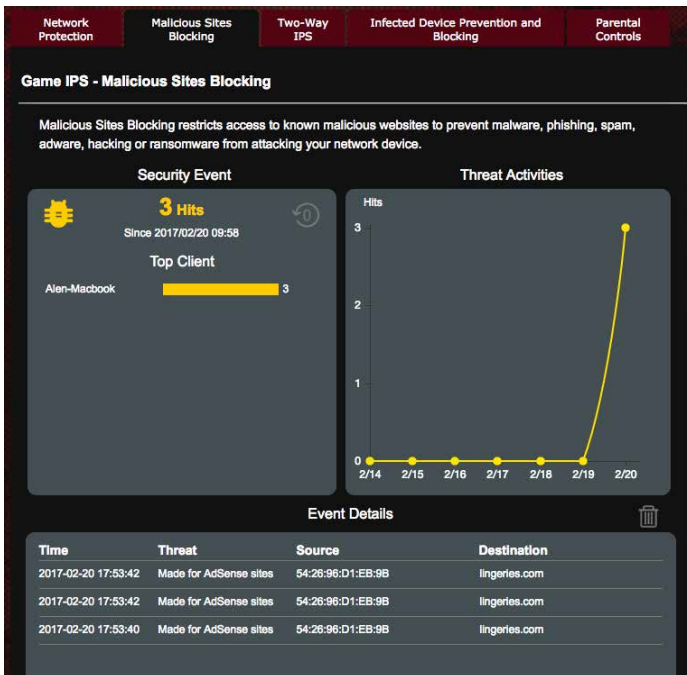 Network Protection
Malicious Sites Blocking
Two-Way IPS
Infected Device Prevention and Blocking
Parental Controls
Game IPS - Malicious Sites Blocking
Malicious Sites Blocking restricts access to known malicious websites to prevent malware, phishing, spam,
adware, hacking or ransomware from attacking your network device.
Security Event
3 Hits
0
Since 2017/02/20 09:58
Top Client
Alen-Macbook 3
Threat Activities
Hits
3
2
1
0
2/14 2/15 2/16 2/17 2/18 2/19 2/20
Event Details
Time Threat Source Destination
2017-02-20 17:53:42 Made for AdSense sites 54:26:96:D1:EB:9B lingeries.com
2017-02-20 17:53:42 Made for AdSense sites 54:26:96:D1:EB:9B lingeries.com
2017-02-20 17:53:40 Made for AdSense sites 54:26:96:D1:EB:9B lingeries.com